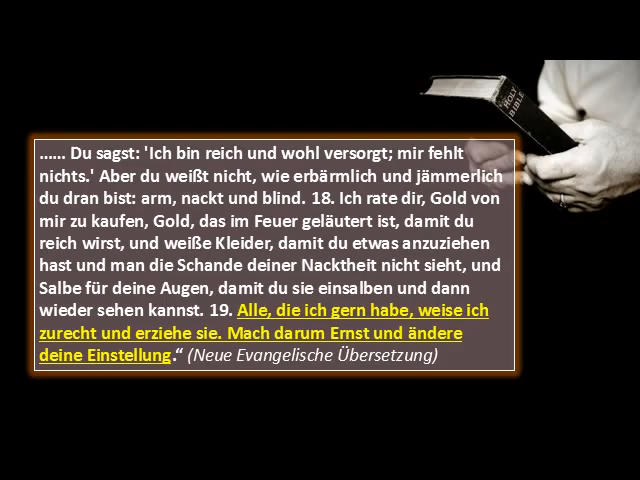 ...... Du sagst: 'Ich bin reich und wohl versorgt; mir fehlt
nichts.' Aber du weißt nicht, wie erbärmlich und jämmerlich
du dran bist: arm, nackt und blind. 18. Ich rate dir, Gold von
mir zu kaufen, Gold, das im Feuer geläutert ist, damit du
reich wirst, und weiße Kleider, damit du etwas anzuziehen
hast und man die Schande deiner Nacktheit nicht sieht, und
Salbe für deine Augen, damit du sie einsalben und dann
wieder sehen kannst. 19. Alle, die ich gern habe, weise ich
zurecht und erziehe sie. Mach darum Ernst und ändere
deine Einstellung.“ (Neue Evangelische Übersetzung)
HOLY
BIBLE